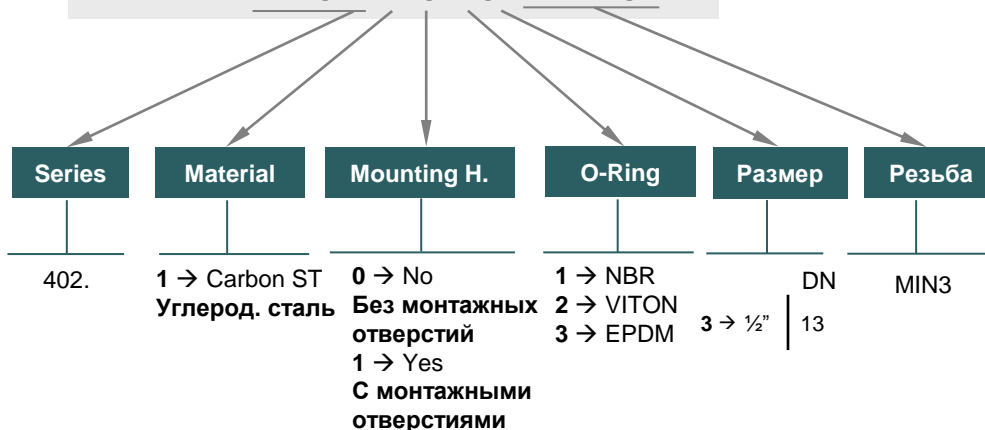 Series
Material
Mounting H.
O-Ring
Размер
Резьба
402.
1 → Carbon ST
Углерод. сталь
0 → No
Без монтажных
отверстий
1 → Yes
С монтажными
отверстиями
1 → NBR
2 → VITON
3 → EPDM
DN
3 → ½” 13
MIN3